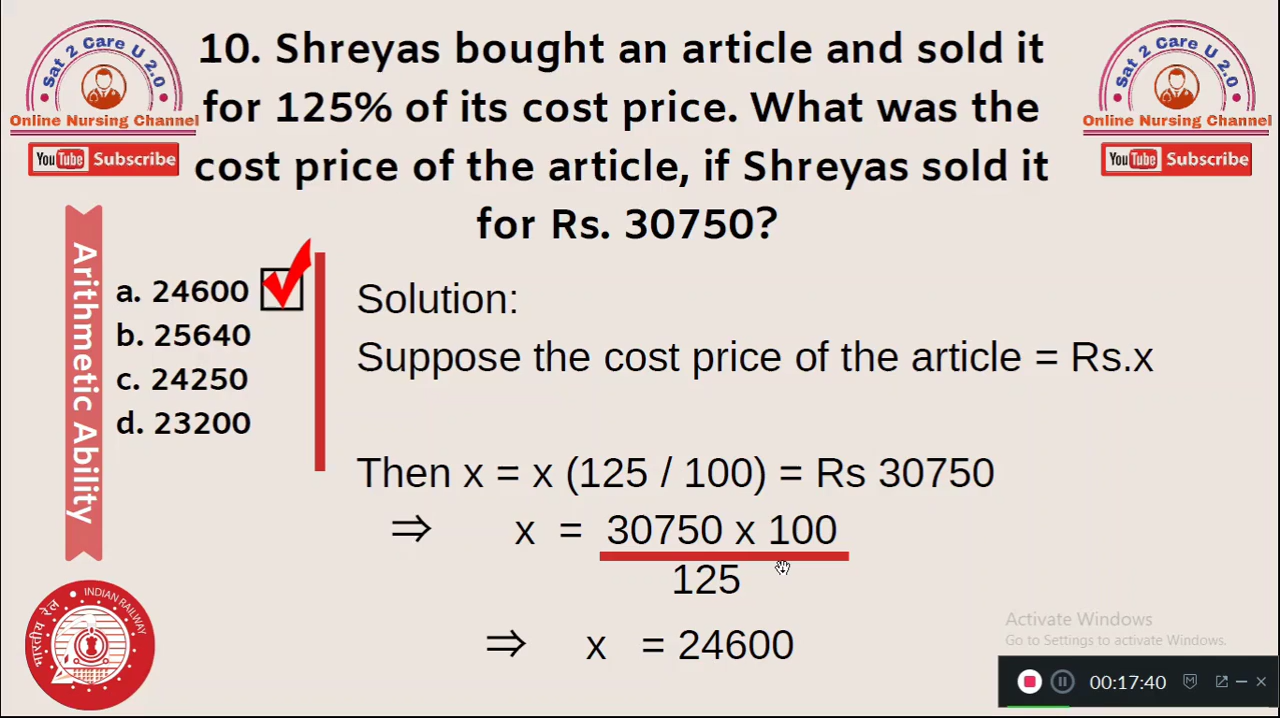 Sat 2 Care U 2.0
Online Nursing Channel
YouTube Subscribe
10. Shreyas bought an article and sold it
for 125% of its cost price. What was the
cost price of the article, if Shreyas sold it
for Rs. 30750?
Sat 2 Care U 2.0
Online Nursing Channel
YouTube Subscribe
Arithmetic Ability
a. 24600
b. 25640
c. 24250
d. 23200
Solution:
Suppose the cost price of the article = Rs.x
Then x = x (125 / 100) = Rs 30750
⇒ x = 30750 x 100
125
⇒ x = 24600
भारतीय रेल INDIAN RAILWAY
Activate Windows
Go to Settings to activate Windows.
00:17:40